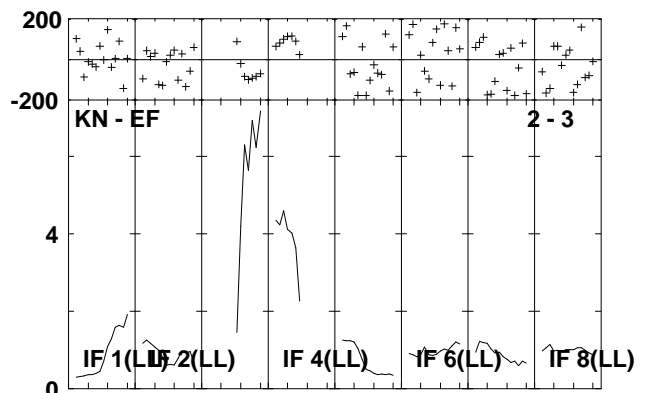 200
-200
KN - EF 2 - 3
4
0
IF 1(LL) IF 2(LL) IF 4(LL) IF 6(LL) IF 8(LL)